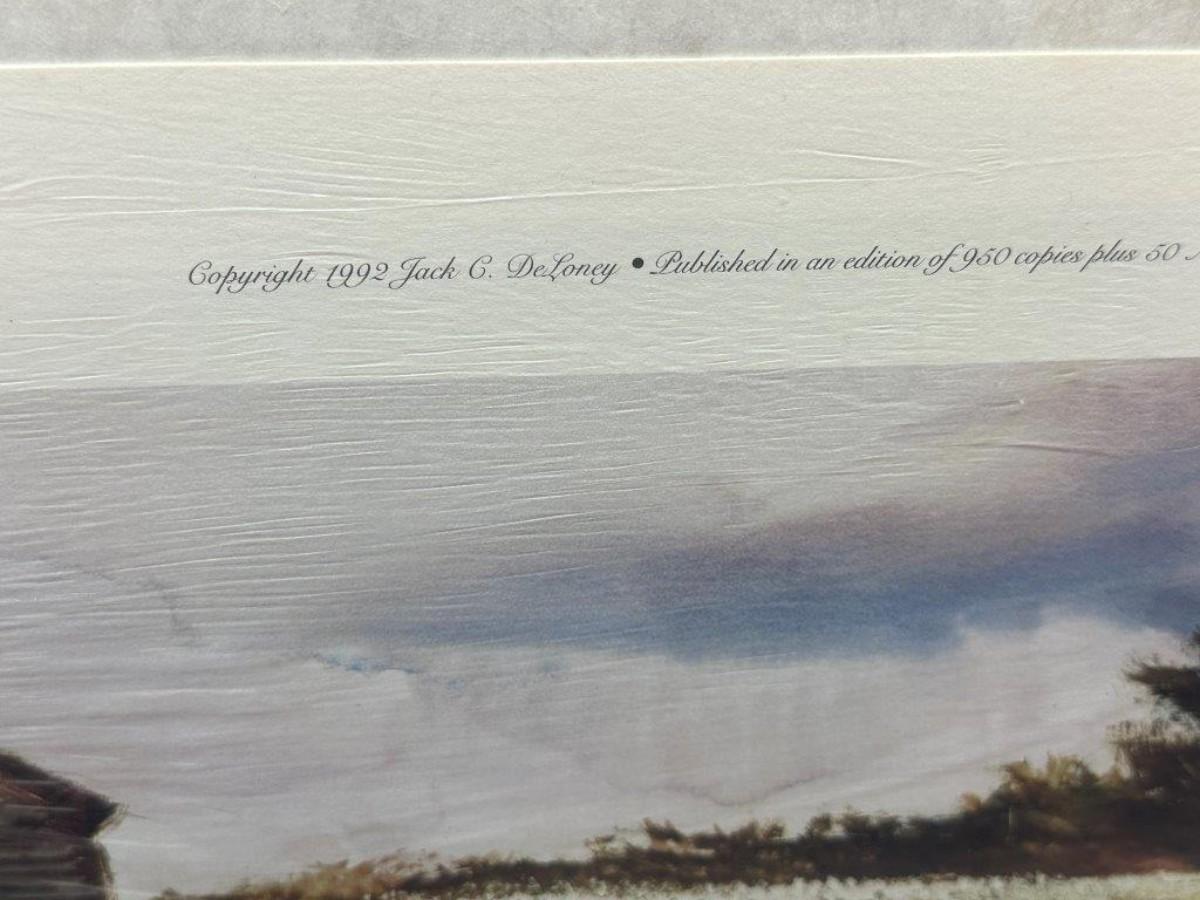 Copyright 1992 Jack C. DeLoney • Published in an edition of 950 copies plus 50